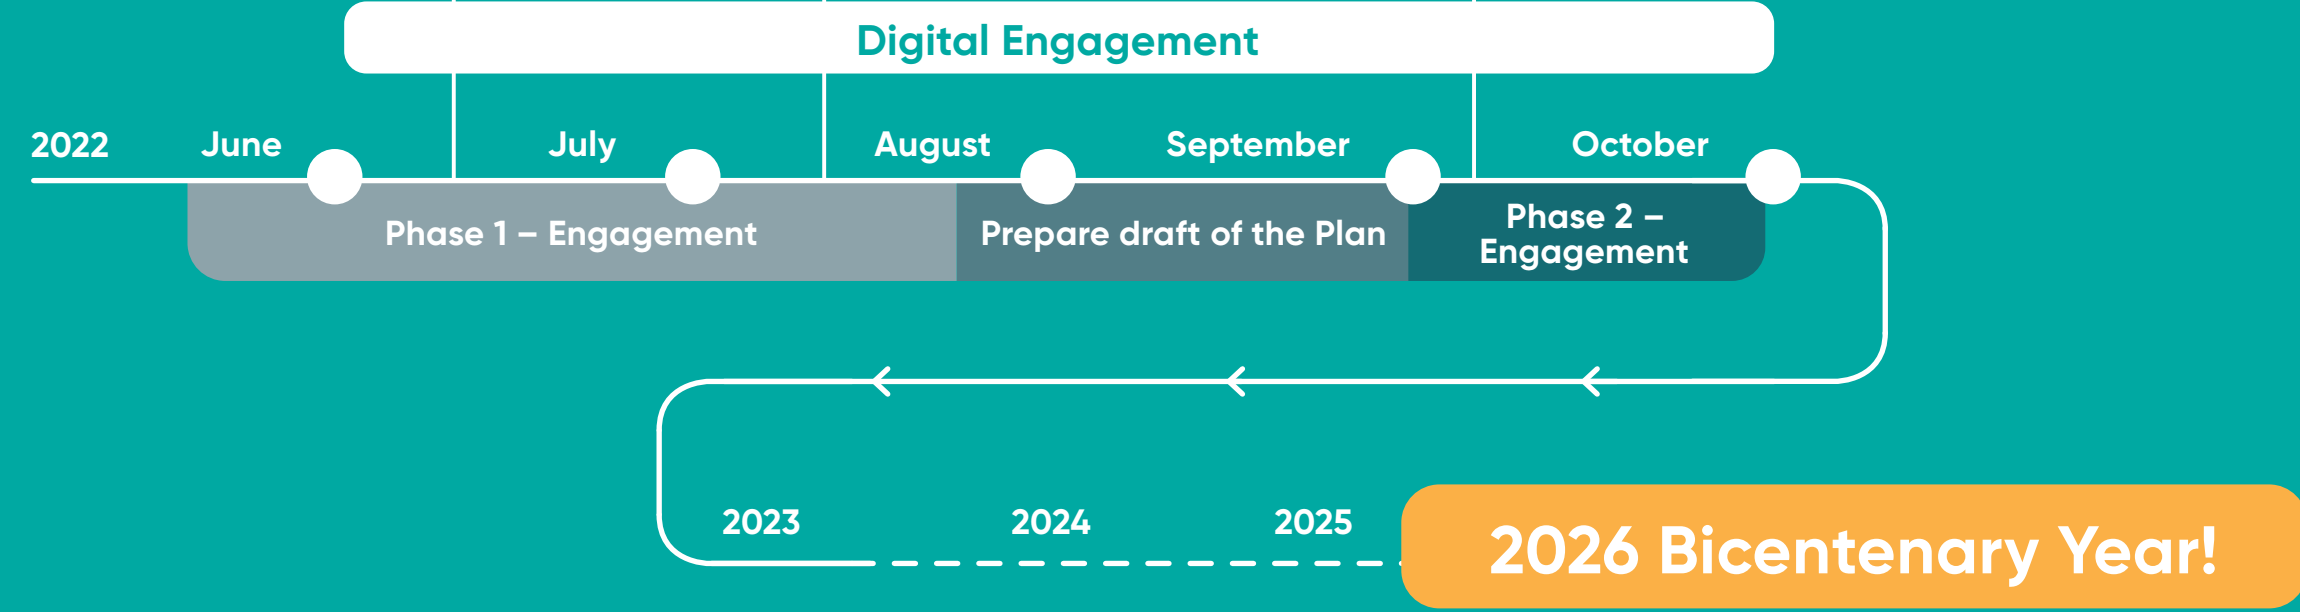 Digital Engagement
2022
June
July
August
September
October
Phase 1 – Engagement
Prepare draft of the Plan
Phase 2 –
Engagement
2023
2024
2025
2026 Bicentenary Year!